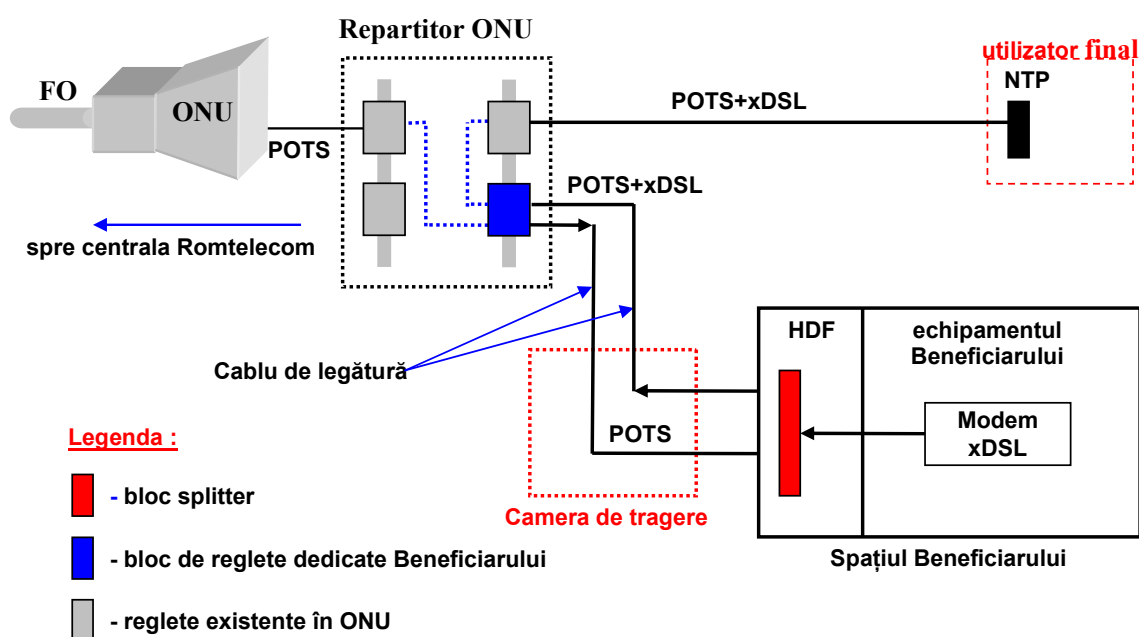 Repartitor ONU
utilizator final
NTP
FO
ONU
POTS
POTS+xDSL
POTS+xDSL
spre centrala Romtelecom
Cablu de legătură
HDF
echipamentul
Beneficiarului
Modem
xDSL
POTS
Camera de tragere
Spațiul Beneficiarului
Legenda :
- bloc splitter
- bloc de reglete dedicate Beneficiarului
- reglete existente în ONU